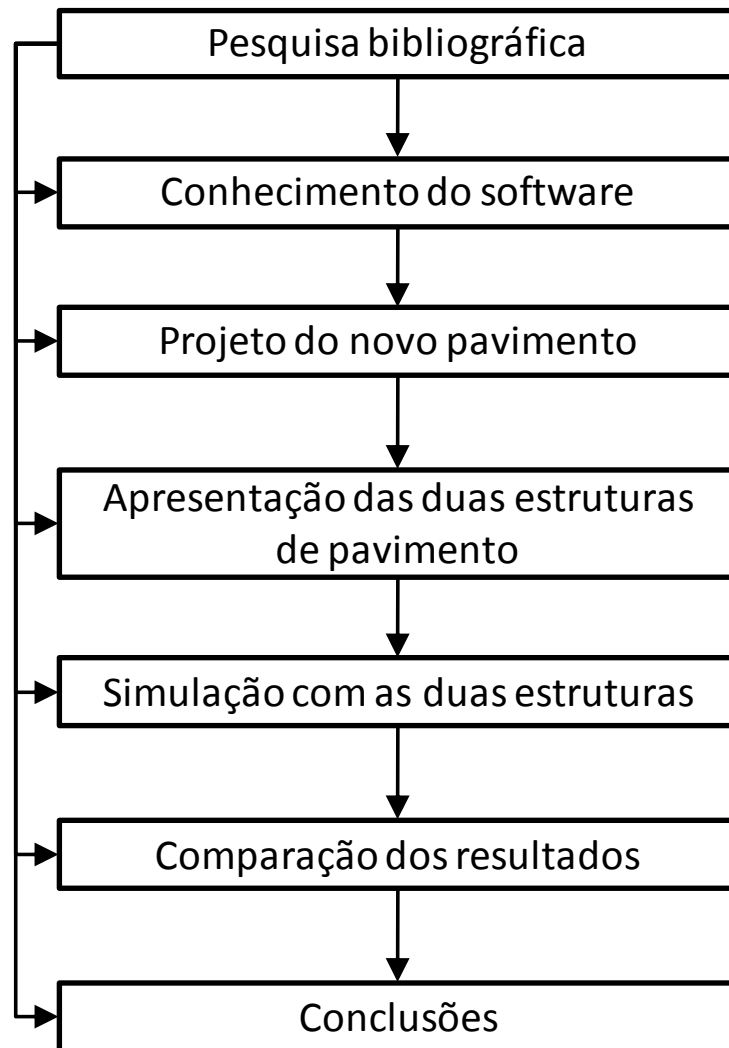 Pesquisa bibliográfica
Conhecimento do software
Projeto do novo pavimento
Apresentação das duas estruturas
de pavimento
Simulação com as duas estruturas
Comparação dos resultados
Conclusões